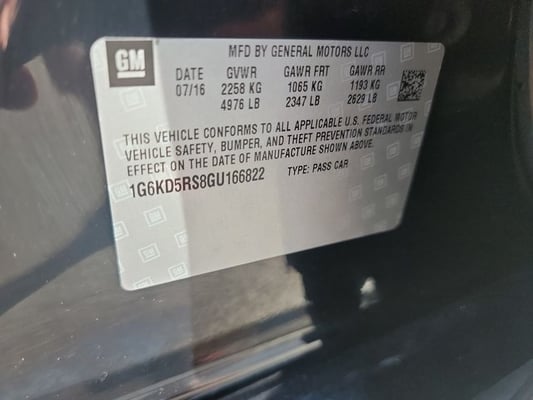 GM
MFD BY GENERAL MOTORS LLC
DATE GVWR GAWR FRT GAWR RR
07/16 2258 KG 1065 KG 1193 KG
4976 LB 2347 LB 2629 LB
THIS VEHICLE CONFORMS TO ALL APPLICABLE U.S. FEDERAL MOTOR
VEHICLE SAFETY, BUMPER, AND THEFT PREVENTION STANDARDS IN
EFFECT ON THE DATE OF MANUFACTURE SHOWN ABOVE.
1G6KD5RS8GU166822 TYPE: PASS CAR